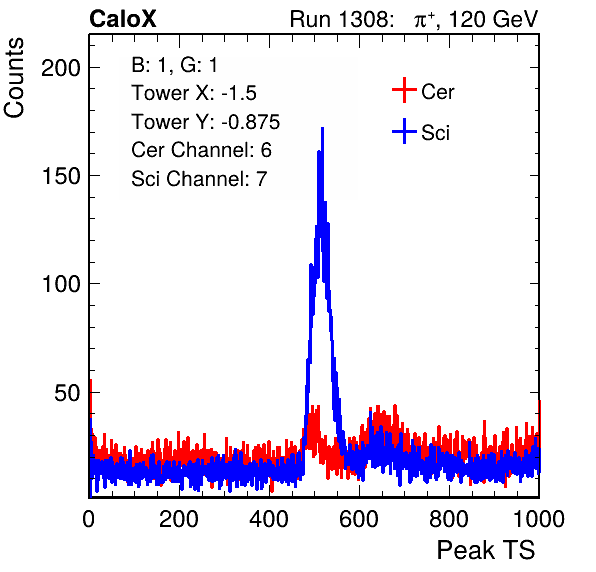 CaloX Run 1308: π⁺, 120 GeV
B: 1, G: 1
Tower X: -1.5
Tower Y: -0.875
Cer Channel: 6
Sci Channel: 7
Cer
Sci
Counts
200
150
100
50
0 200 400 600 800 1000
Peak TS